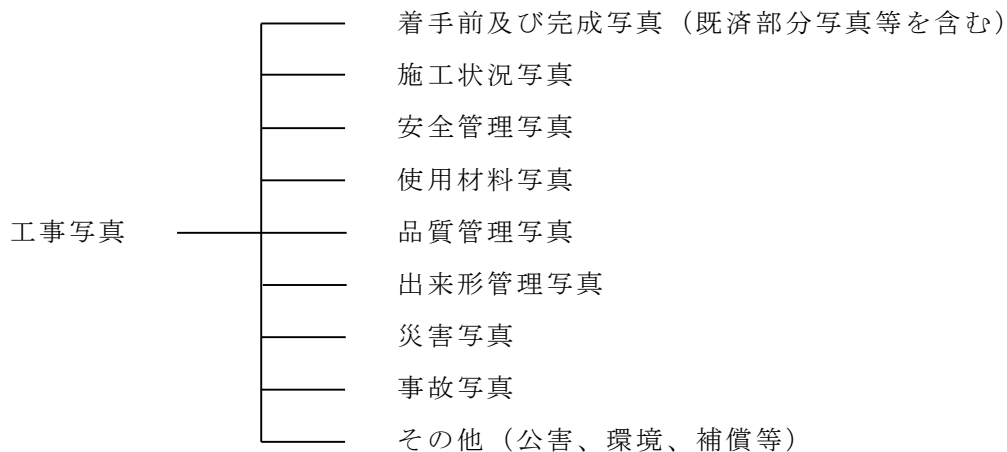 着手前及び完成写真（既済部分写真等を含む）
施工状況写真
安全管理写真
使用材料写真
工事写真
品質管理写真
出来形管理写真
災害写真
事故写真
その他（公害、環境、補償等）